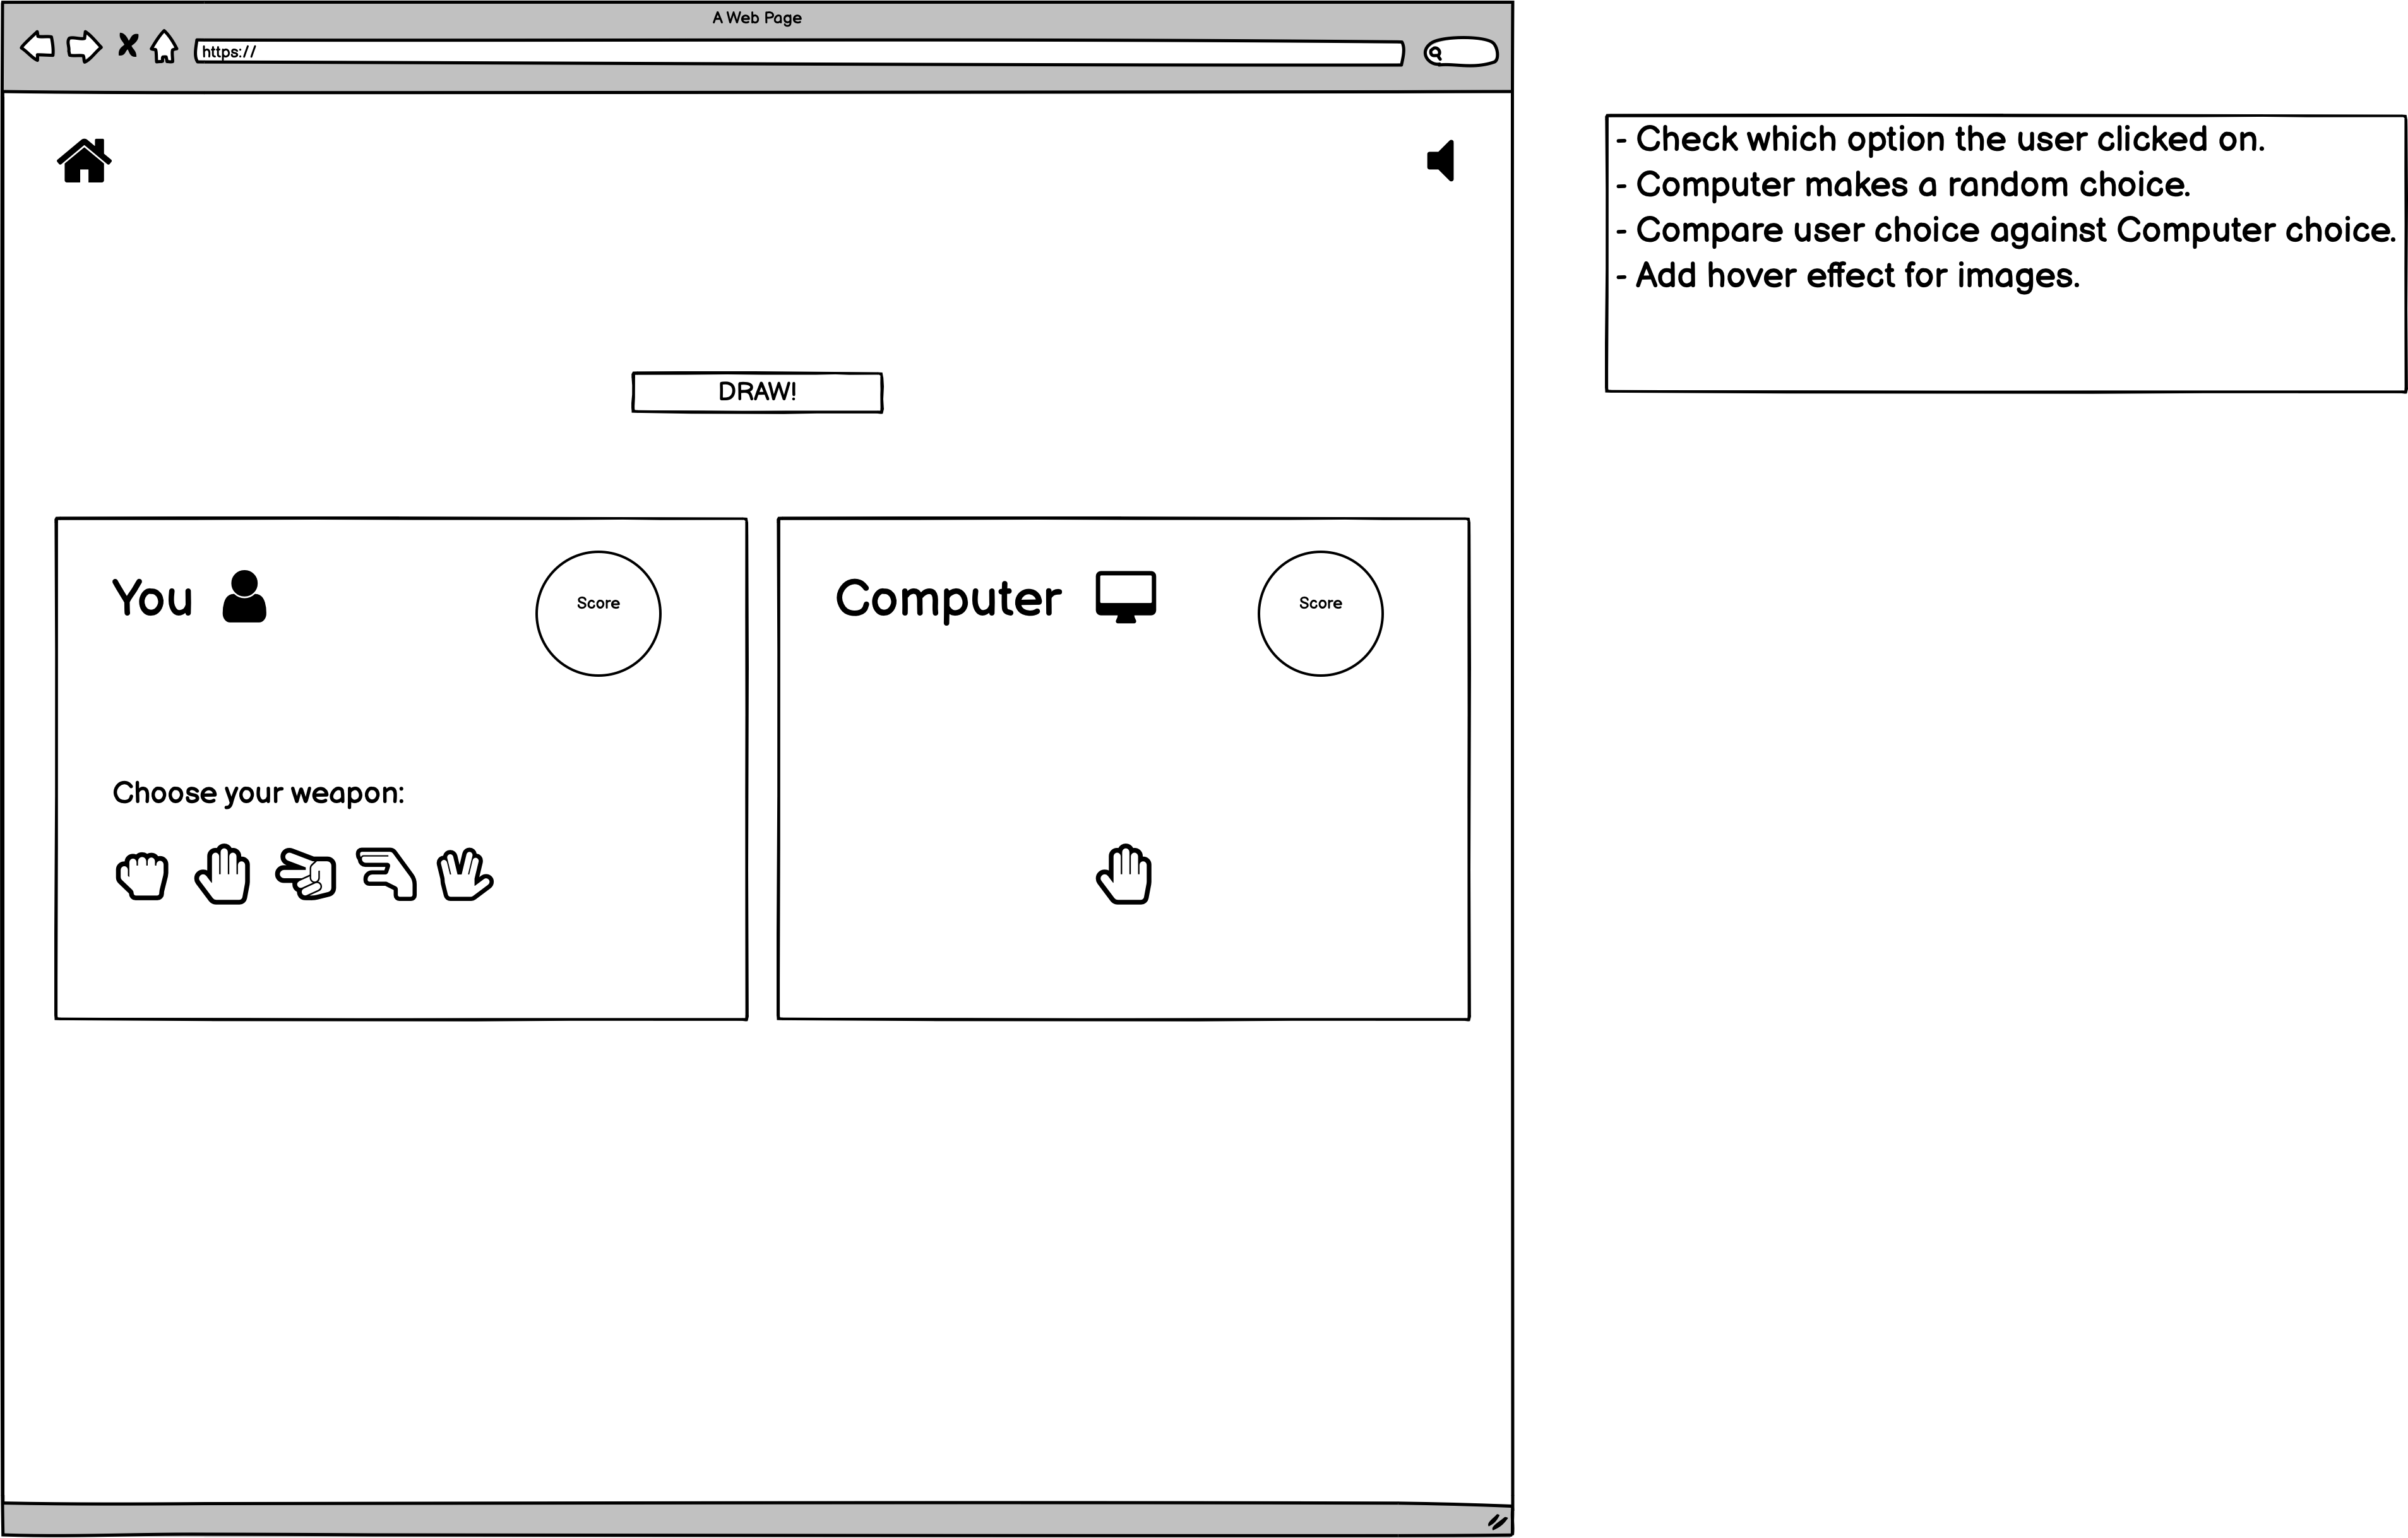 A Web Page
https://
- Check which option the user clicked on.
- Computer makes a random choice.
- Compare user choice against Computer choice.
- Add hover effect for images.
DRAW!
You
Score
Choose your weapon:
Computer
Score